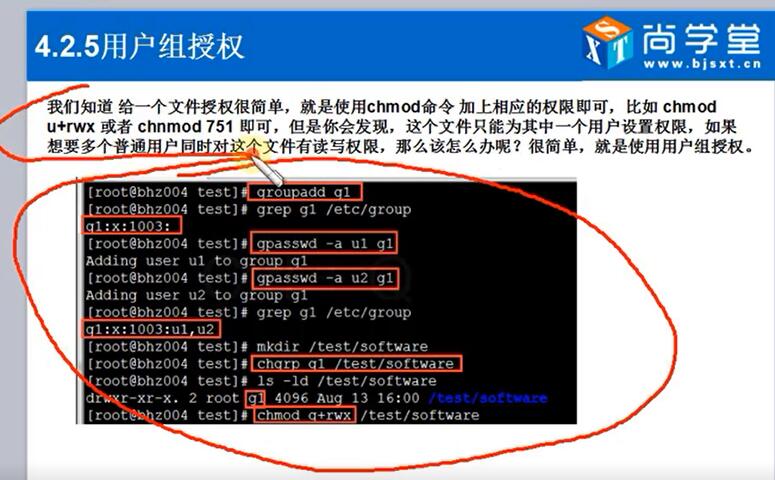 4.2.5用户组授权
尚学堂
SXT
www.bjsxt.cn
我们知道 给一个文件授权很简单，就是使用chmod命令 加上相应的权限即可，比如 chmod
u+rwx 或者 chnmod 751 即可，但是你会发现，这个文件只能为其中一个用户设置权限，如果
想要多个普通用户同时对这个文件有读写权限，那么该怎么办呢？很简单，就是使用用户组授权。
[root@bhz004 test]# groupadd g1
[root@bhz004 test]# grep g1 /etc/group
g1:x:1003:
[root@bhz004 test]# gpasswd -a u1 g1
Adding user u1 to group g1
[root@bhz004 test]# gpasswd -a u2 g1
Adding user u2 to group g1
[root@bhz004 test]# grep g1 /etc/group
g1:x:1003:u1,u2
[root@bhz004 test]# mkdir /test/software
[root@bhz004 test]# chgrp g1 /test/software
[root@bhz004 test]# ls -ld /test/software
drwxr-xr-x. 2 root g1 4096 Aug 13 16:00 /test/software
[root@bhz004 test]# chmod g+rwx /test/software